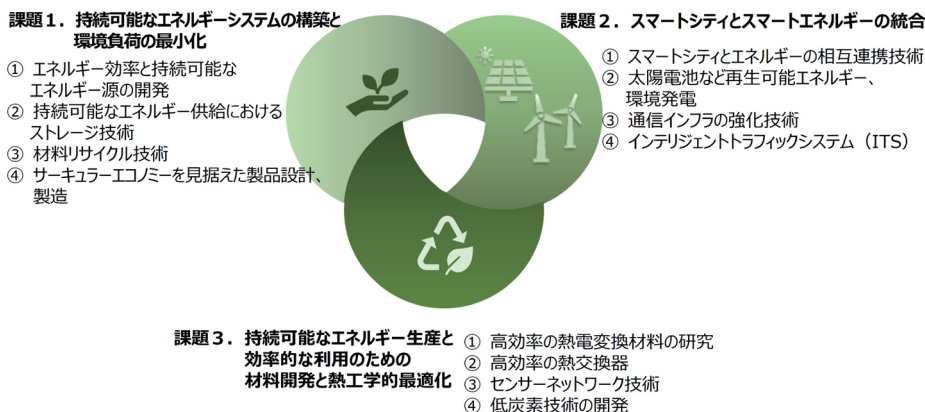 課題１．持続可能なエネルギーシステムの構築と
環境負荷の最小化
① エネルギー効率と持続可能な
エネルギー源の開発
② 持続可能なエネルギー供給における
ストレージ技術
③ 材料リサイクル技術
④ サーキュラーエコノミーを見据えた製品設計、
製造
課題２．スマートシティとスマートエネルギーの統合
① スマートシティとエネルギーの相互連携技術
② 太陽電池など再生可能エネルギー、
環境発電
③ 通信インフラの強化技術
④ インテリジェントトラフィックシステム（ITS）
課題３．持続可能なエネルギー生産と
効率的な利用のための
材料開発と熱工学的最適化
① 高効率の熱電変換材料の研究
② 高効率の熱交換器
③ センサーネットワーク技術
④ 低炭素技術の開発